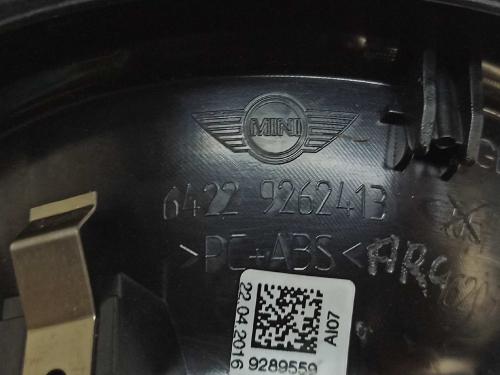 MINI
6422 9262413
>PC+ABS<
22.04.2016
AI07
9289559